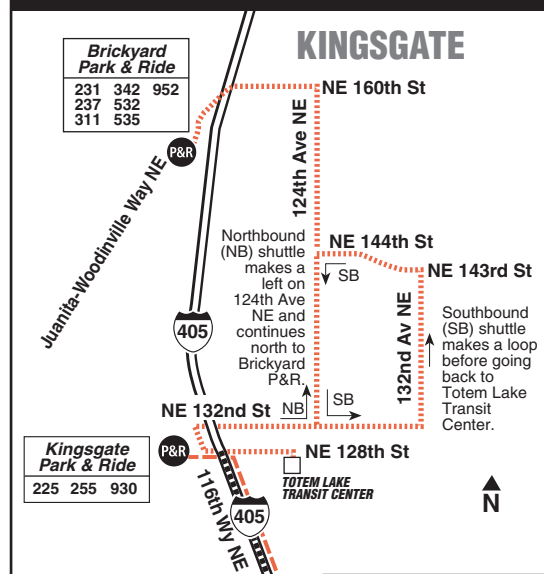 KINGSGATE
Brickyard
Park & Ride
231 342 952
237 532
311 535
P&R
Juanita-Woodinville Way NE
NE 160th St
124th Ave NE
Northbound
(NB) shuttle
makes a
left on
124th Ave
NE and
continues
north to
Brickyard
P&R.
NE 144th St
SB
NE 143rd St
132nd Av NE
Southbound
(SB) shuttle
makes a loop
before going
back to
Totem Lake
Transit
Center.
405
NB
SB
NE 132nd St
Kingsgate
Park & Ride
225 255 930
P&R
NE 128th St
TOTEM LAKE
TRANSIT CENTER
116th Wy NE
405
N